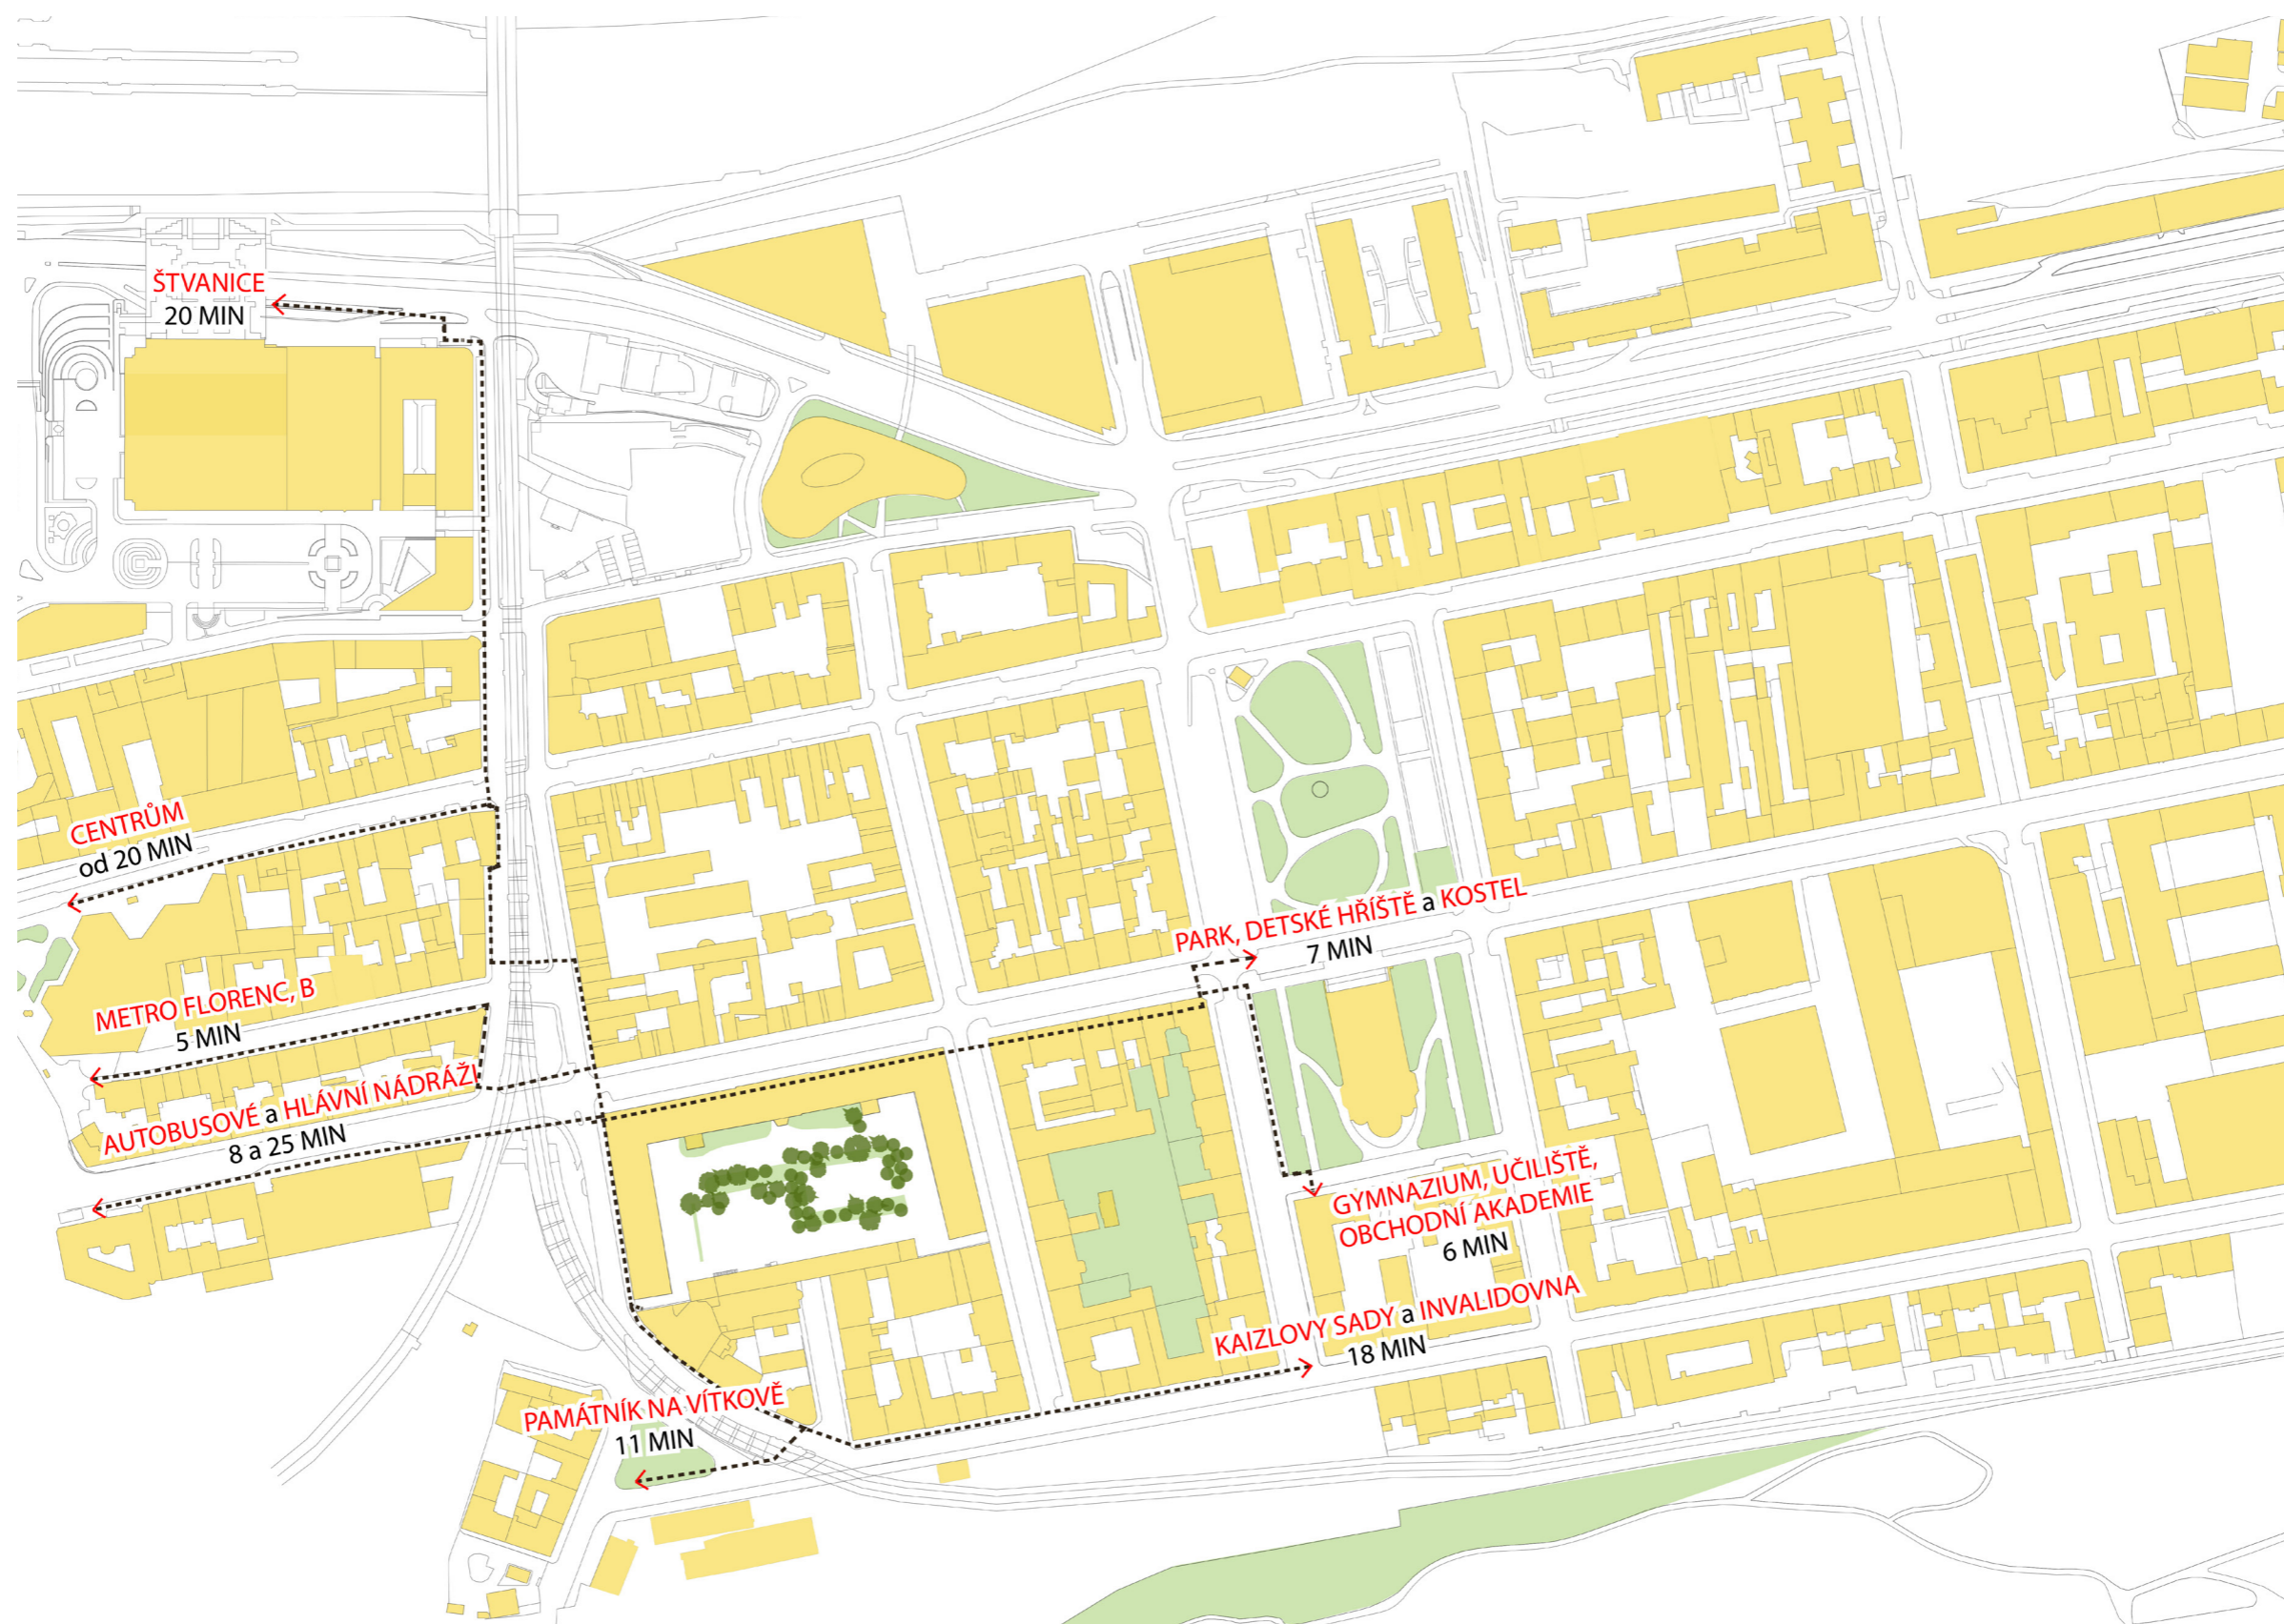 ŠTVANICE
20 MIN
CENTRŮM
od 20 MIN
PARK, DETSKÉ HŘÍŠTĚ a KOSTEL
7 MIN
METRO FLORENC, B
5 MIN
AUTOBUSOVÉ a HLÁVNÍ NÁDRÁŽI
8 a 25 MIN
GYMNAZIUM, UČILIŠTĚ,
OBCHODNÍ AKADEMIE
6 MIN
KAIZLOVY SADY a INVALIDOVNA
18 MIN
PAMÁTNÍK NA VÍTKOVĚ
11 MIN